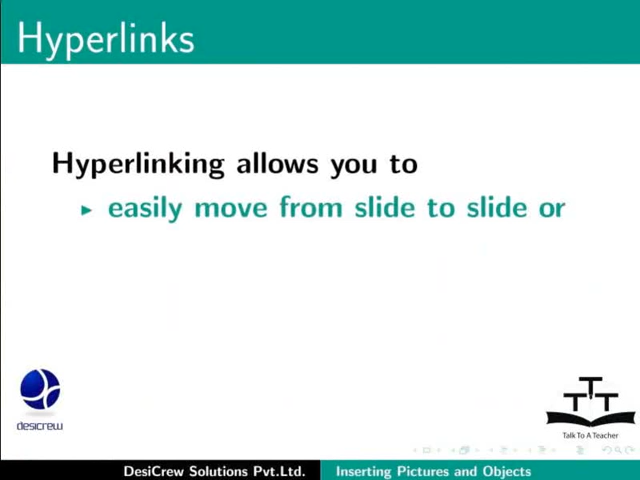 Hyperlinks
Hyperlinking allows you to
▸ easily move from slide to slide or
desicrew
TTT
Talk To A Teacher
DesiCrew Solutions Pvt.Ltd. Inserting Pictures and Objects